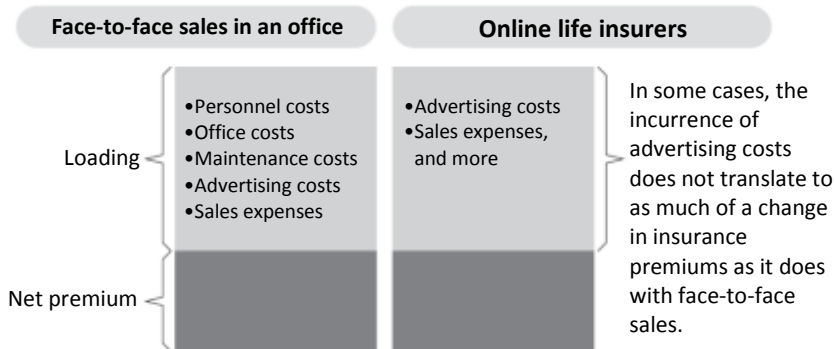 Face-to-face sales in an office
Online life insurers
Loading
•Personnel costs
•Office costs
•Maintenance costs
•Advertising costs
•Sales expenses
•Advertising costs
•Sales expenses,
and more
In some cases, the
incurrence of
advertising costs
does not translate to
as much of a change
in insurance
premiums as it does
with face-to-face
sales.
Net premium